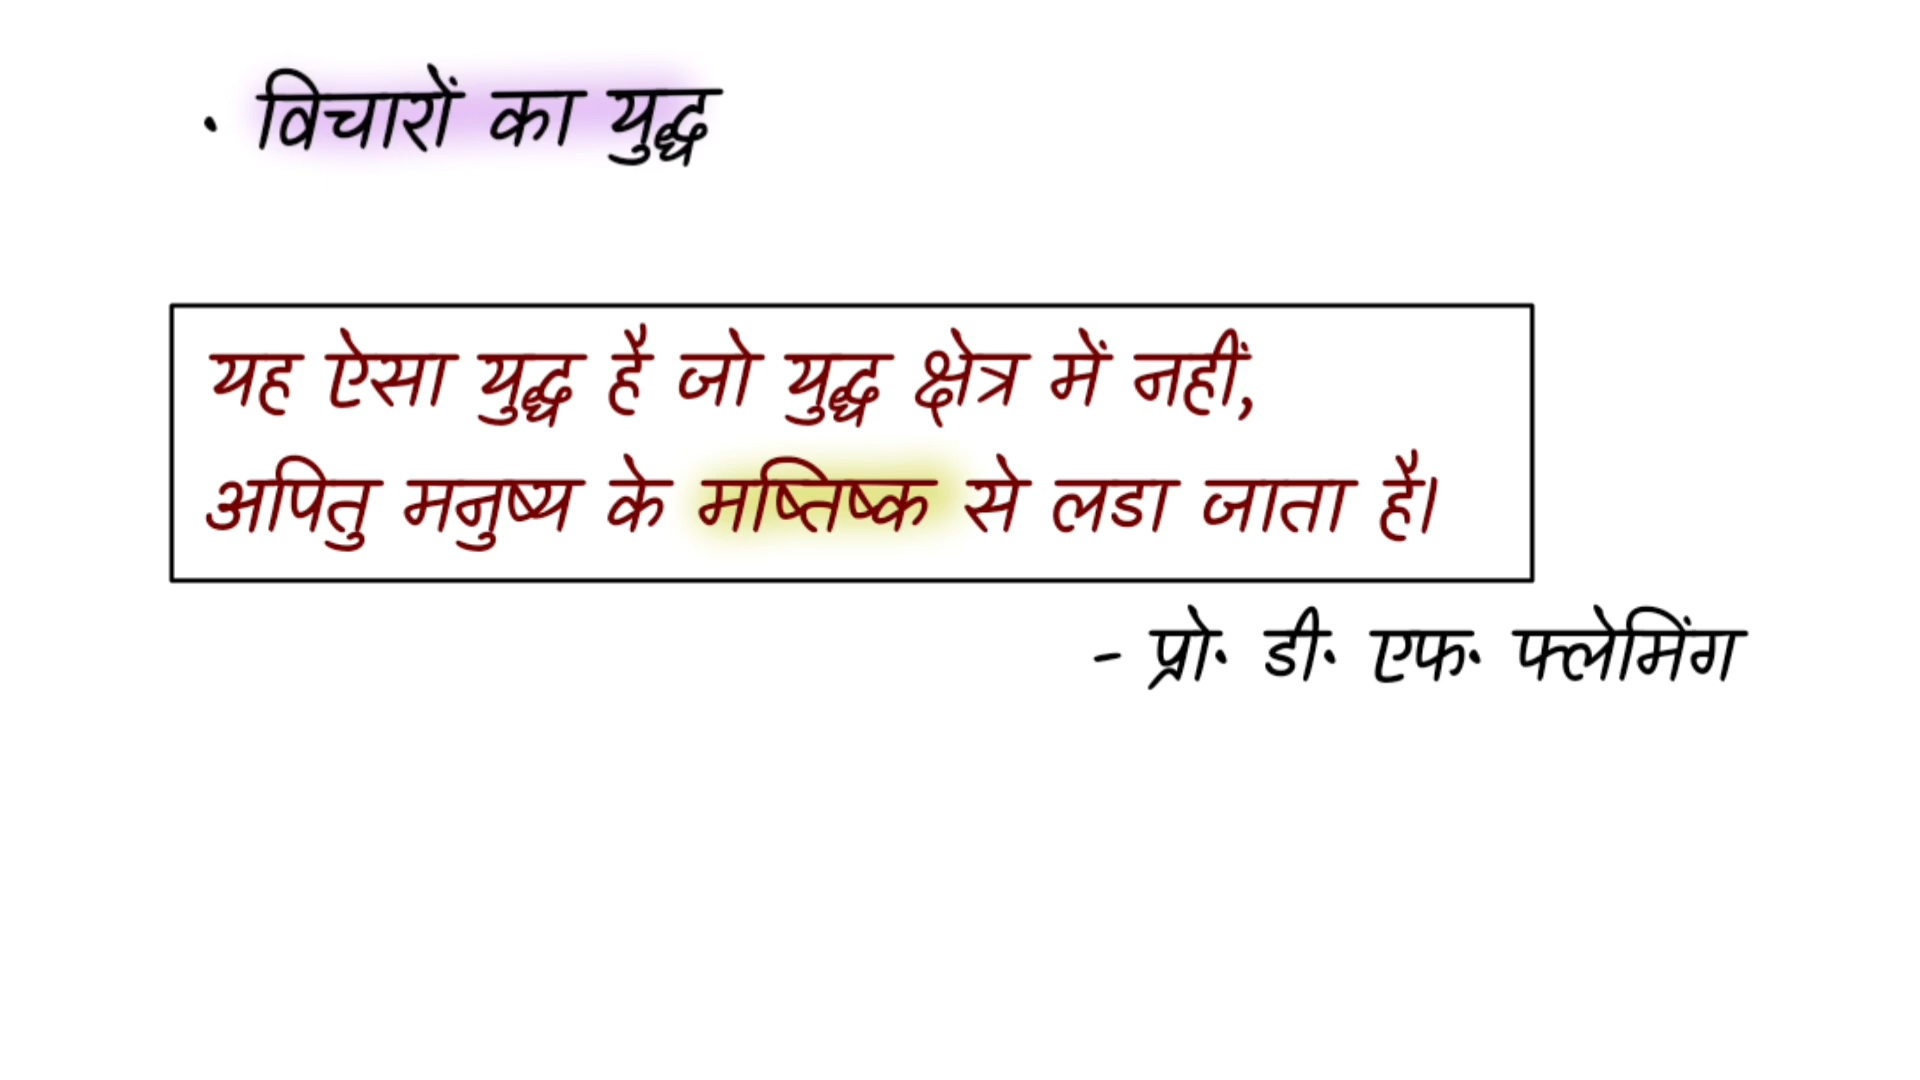 · विचारों का युद्ध
यह ऐसा युद्ध है जो युद्ध क्षेत्र में नहीं,
अपितु मनुष्य के मष्तिष्क से लडा जाता है।
- प्रो. डी. एफ. फ्लेमिंग